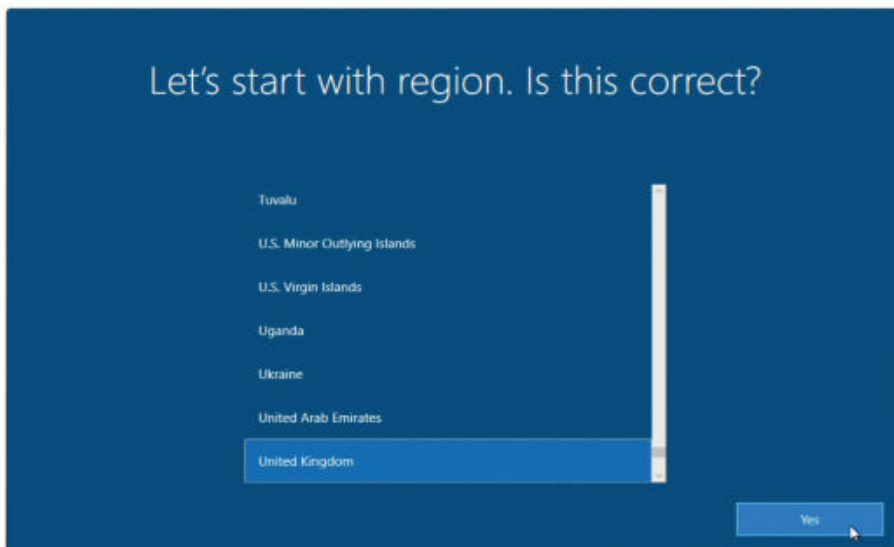 Let's start with region. Is this correct?
Tuvalu
U.S. Minor Outlying Islands
U.S. Virgin Islands
Uganda
Ukraine
United Arab Emirates
United Kingdom
Yes